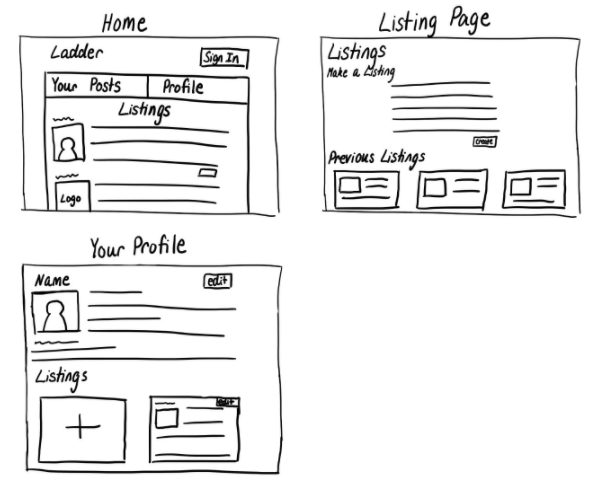 Home
Ladder
Sign In
Your Posts
Profile
Listings
Logo
Listing Page
Listings
Make a Listing
create
Previous Listings
Your Profile
Name
edit
Listings
edit